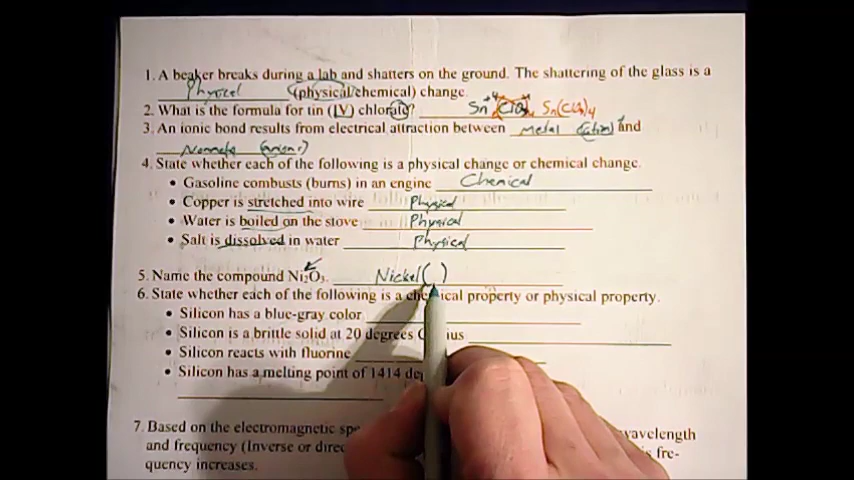 1. A beaker breaks during a lab and shatters on the ground. The shattering of the glass is a
Physical (physical/chemical) change.
2. What is the formula for tin (IV) chlorate? Sn⁺⁴ Sn(ClO₃)₄
3. An ionic bond results from electrical attraction between Metal (cation) and
Nonmetal (anion)
4. State whether each of the following is a physical change or chemical change.
• Gasoline combusts (burns) in an engine Chemical
• Copper is stretched into wire Physical
• Water is boiled on the stove Physical
• Salt is dissolved in water Physical
5. Name the compound Ni₂O₃. Nickel ( )
6. State whether each of the following is a chemical property or physical property.
• Silicon has a blue-gray color
• Silicon is a brittle solid at 20 degrees
• Silicon reacts with fluorine
• Silicon has a melting point of 1414
7. Based on the electromagnetic wavelength
and frequency (Inverse or is fre-
quency increases.